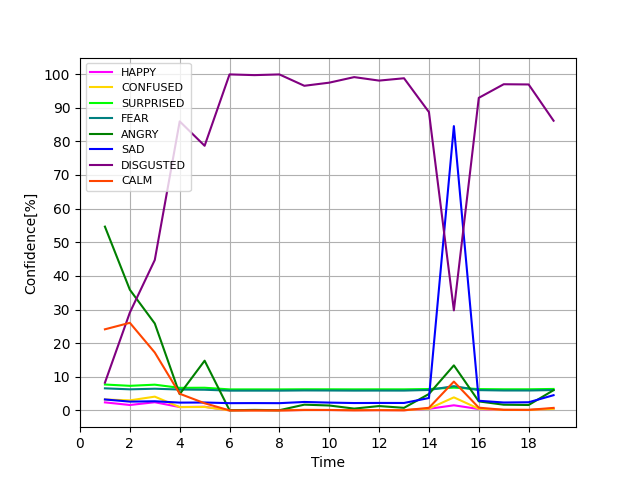 100
90
80
70
60
50
40
30
20
10
0
Confidence[%]
HAPPY
CONFUSED
SURPRISED
FEAR
ANGRY
SAD
DISGUSTED
CALM
0 2 4 6 8 10 12 14 16 18
Time